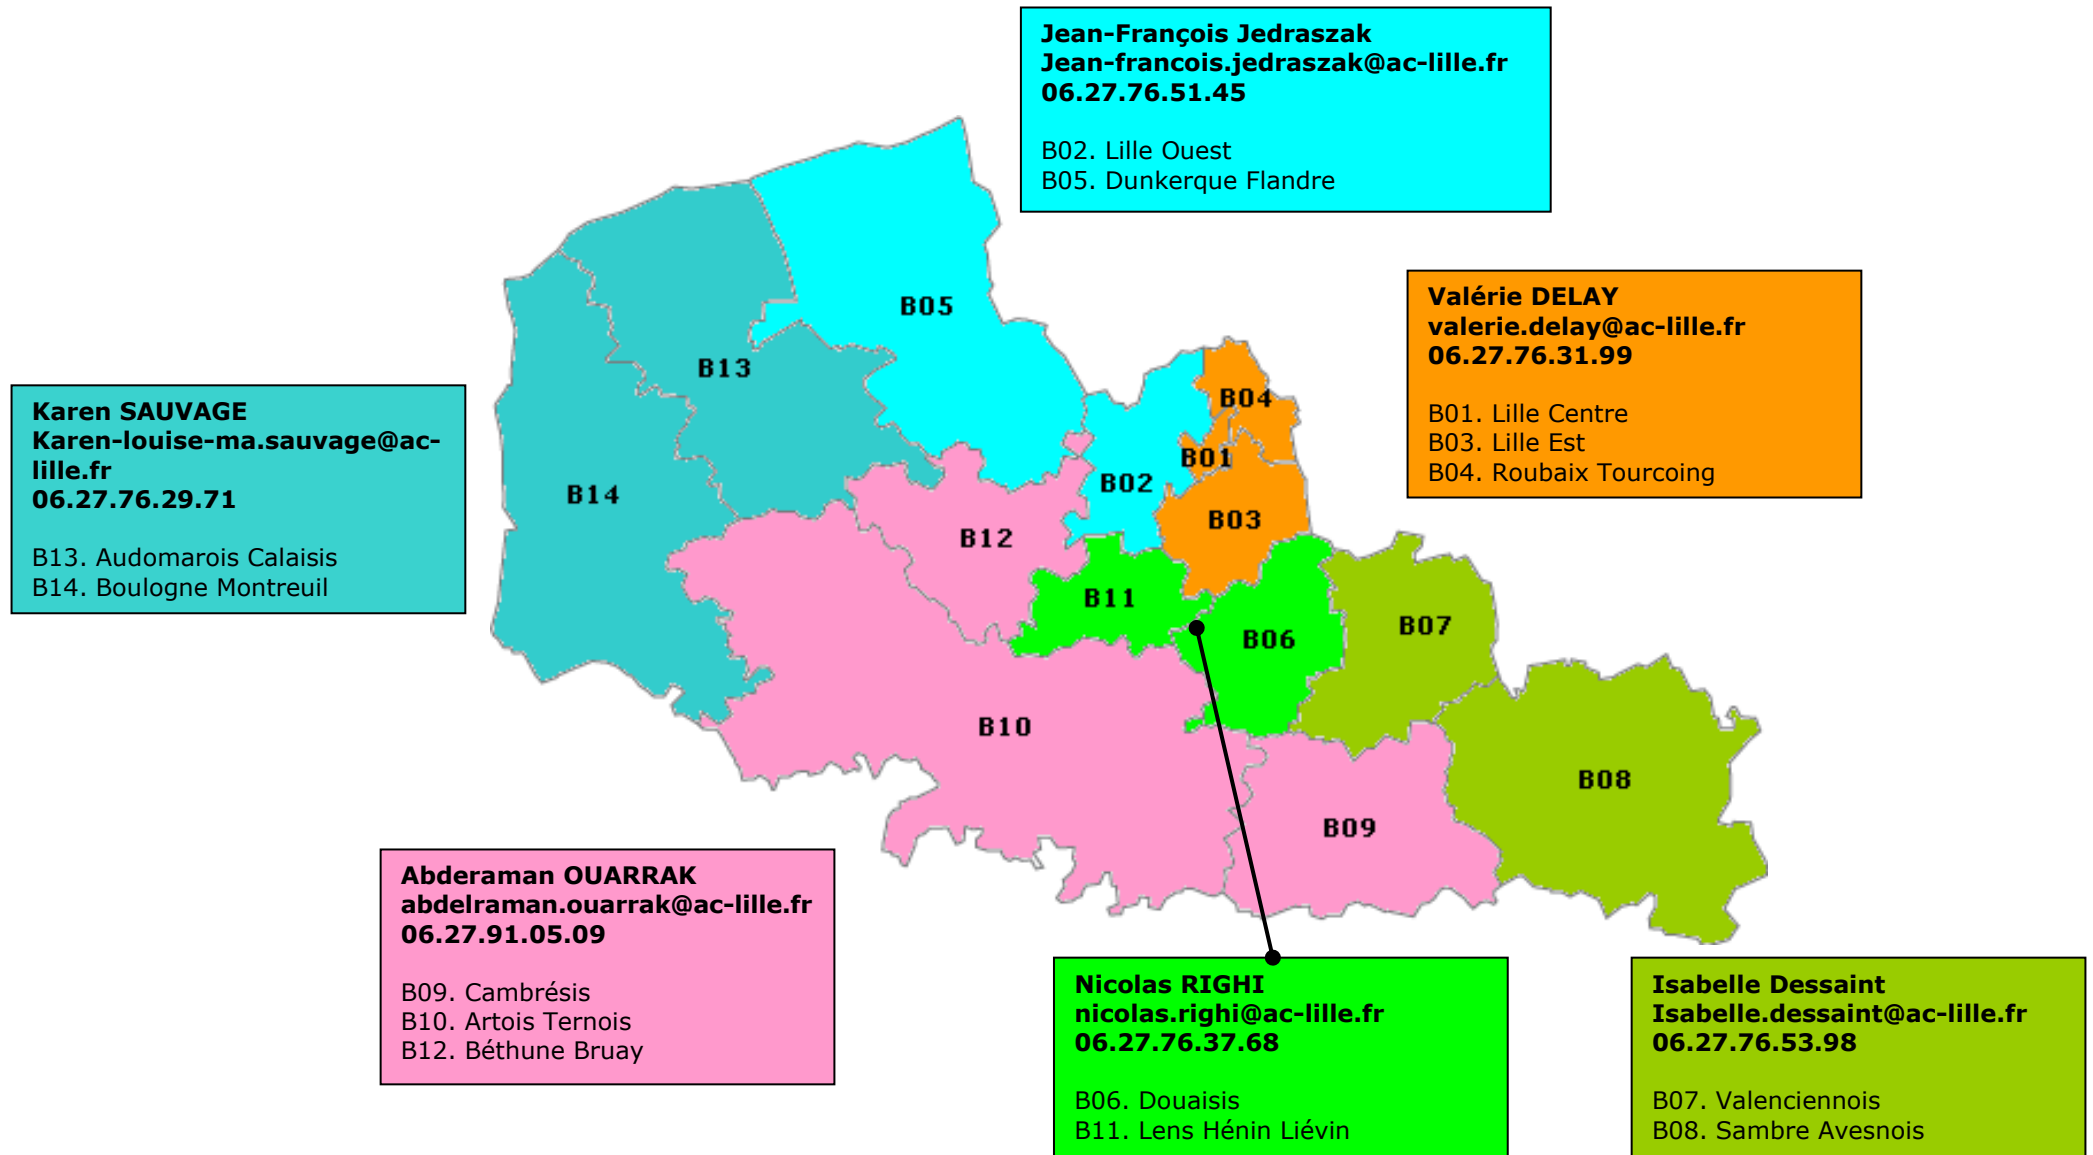 Jean-François Jedraszak
Jean-francois.jedraszak@ac-lille.fr
06.27.76.51.45
B02. Lille Ouest
B05. Dunkerque Flandre
Valérie DELAY
valerie.delay@ac-lille.fr
06.27.76.31.99
B01. Lille Centre
B03. Lille Est
B04. Roubaix Tourcoing
Karen SAUVAGE
Karen-louise-ma.sauvage@ac-
lille.fr
06.27.76.29.71
B13. Audomarois Calaisis
B14. Boulogne Montreuil
B05
B13
B04
B01
B02
B14
B03
B12
B11
B07
B06
B10
B08
B09
Abderaman OUARRAK
abdelraman.ouarrak@ac-lille.fr
06.27.91.05.09
B09. Cambrésis
B10. Artois Ternois
B12. Béthune Bruay
Nicolas RIGHI
nicolas.righi@ac-lille.fr
06.27.76.37.68
B06. Douaisis
B11. Lens Hénin Liévin
Isabelle Dessaint
Isabelle.dessaint@ac-lille.fr
06.27.76.53.98
B07. Valenciennois
B08. Sambre Avesnois